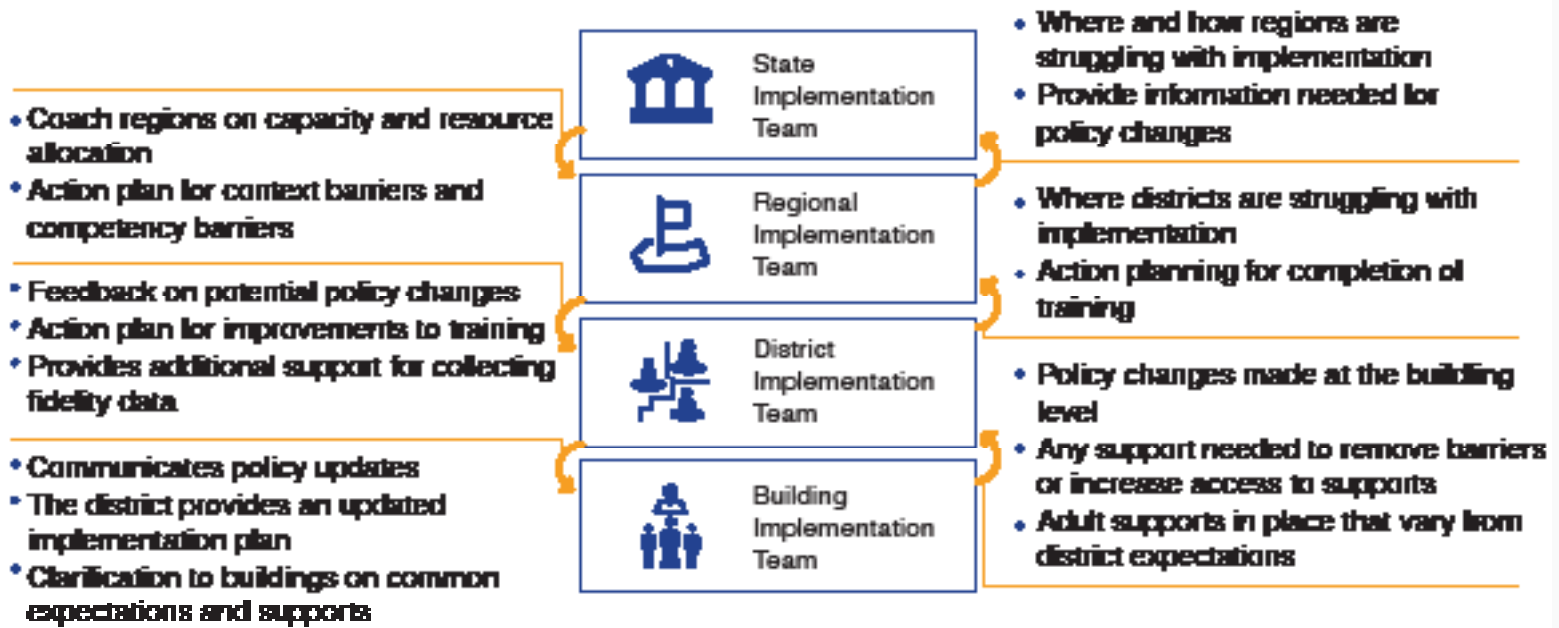 • Coach regions on capacity and resource
allocation
• Action plan for context barriers and
competency barriers
• Feedback on potential policy changes
• Action plan for improvements to training
• Provides additional support for collecting
fidelity data
• Communicates policy updates
• The district provides an updated
implementation plan
• Clarification to buildings on common
expectations and supports
State
Implementation
Team
Regional
Implementation
Team
District
Implementation
Team
Building
Implementation
Team
• Where and how regions are
struggling with implementation
• Provide information needed for
policy changes
• Where districts are struggling with
implementation
• Action planning for completion of
training
• Policy changes made at the building
level
• Any support needed to remove barriers
or increase access to supports
• Adult supports in place that vary from
district expectations